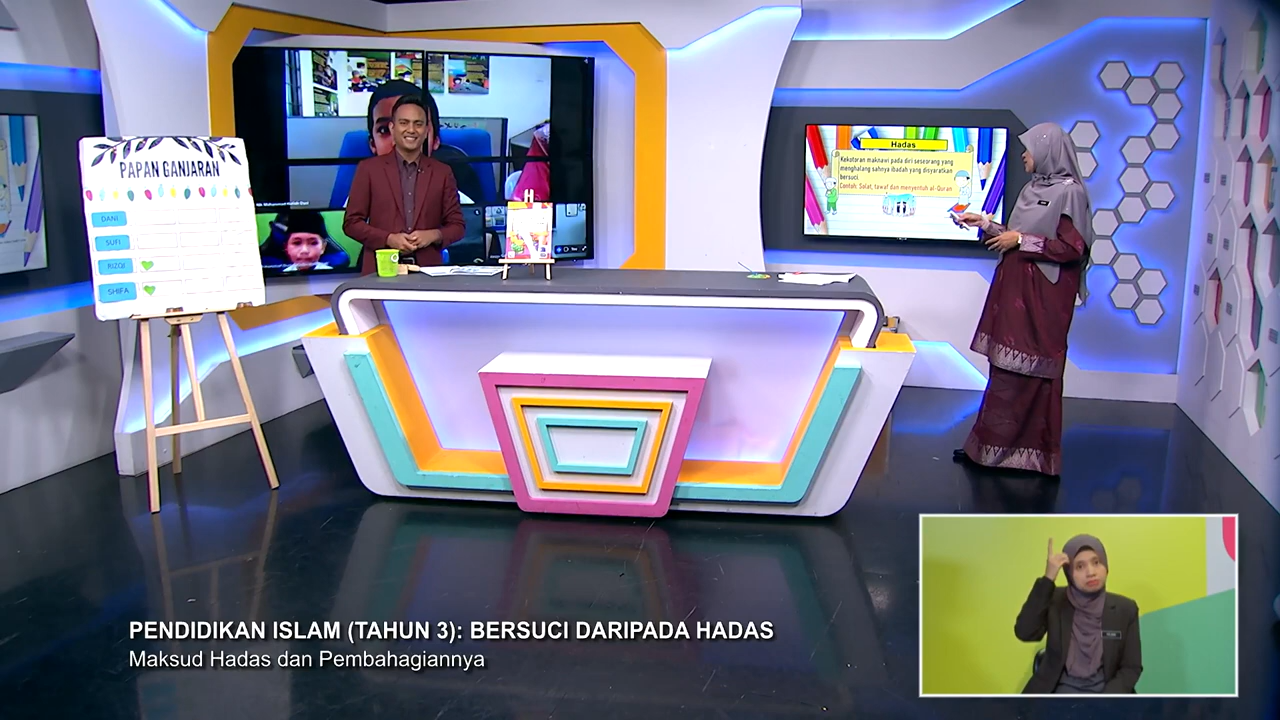 PAPAN GANJARAN
DANI
SUFI
RIZQI
SHIFA
Hadas
Kekotoran maknawi pada diri seseorang yang
menghalang sahnya ibadah yang disyaratkan
bersuci.
Contoh: Solat, tawaf dan menyentuh al-Quran
PENDIDIKAN ISLAM (TAHUN 3): BERSUCI DARIPADA HADAS
Maksud Hadas dan Pembahagiannya